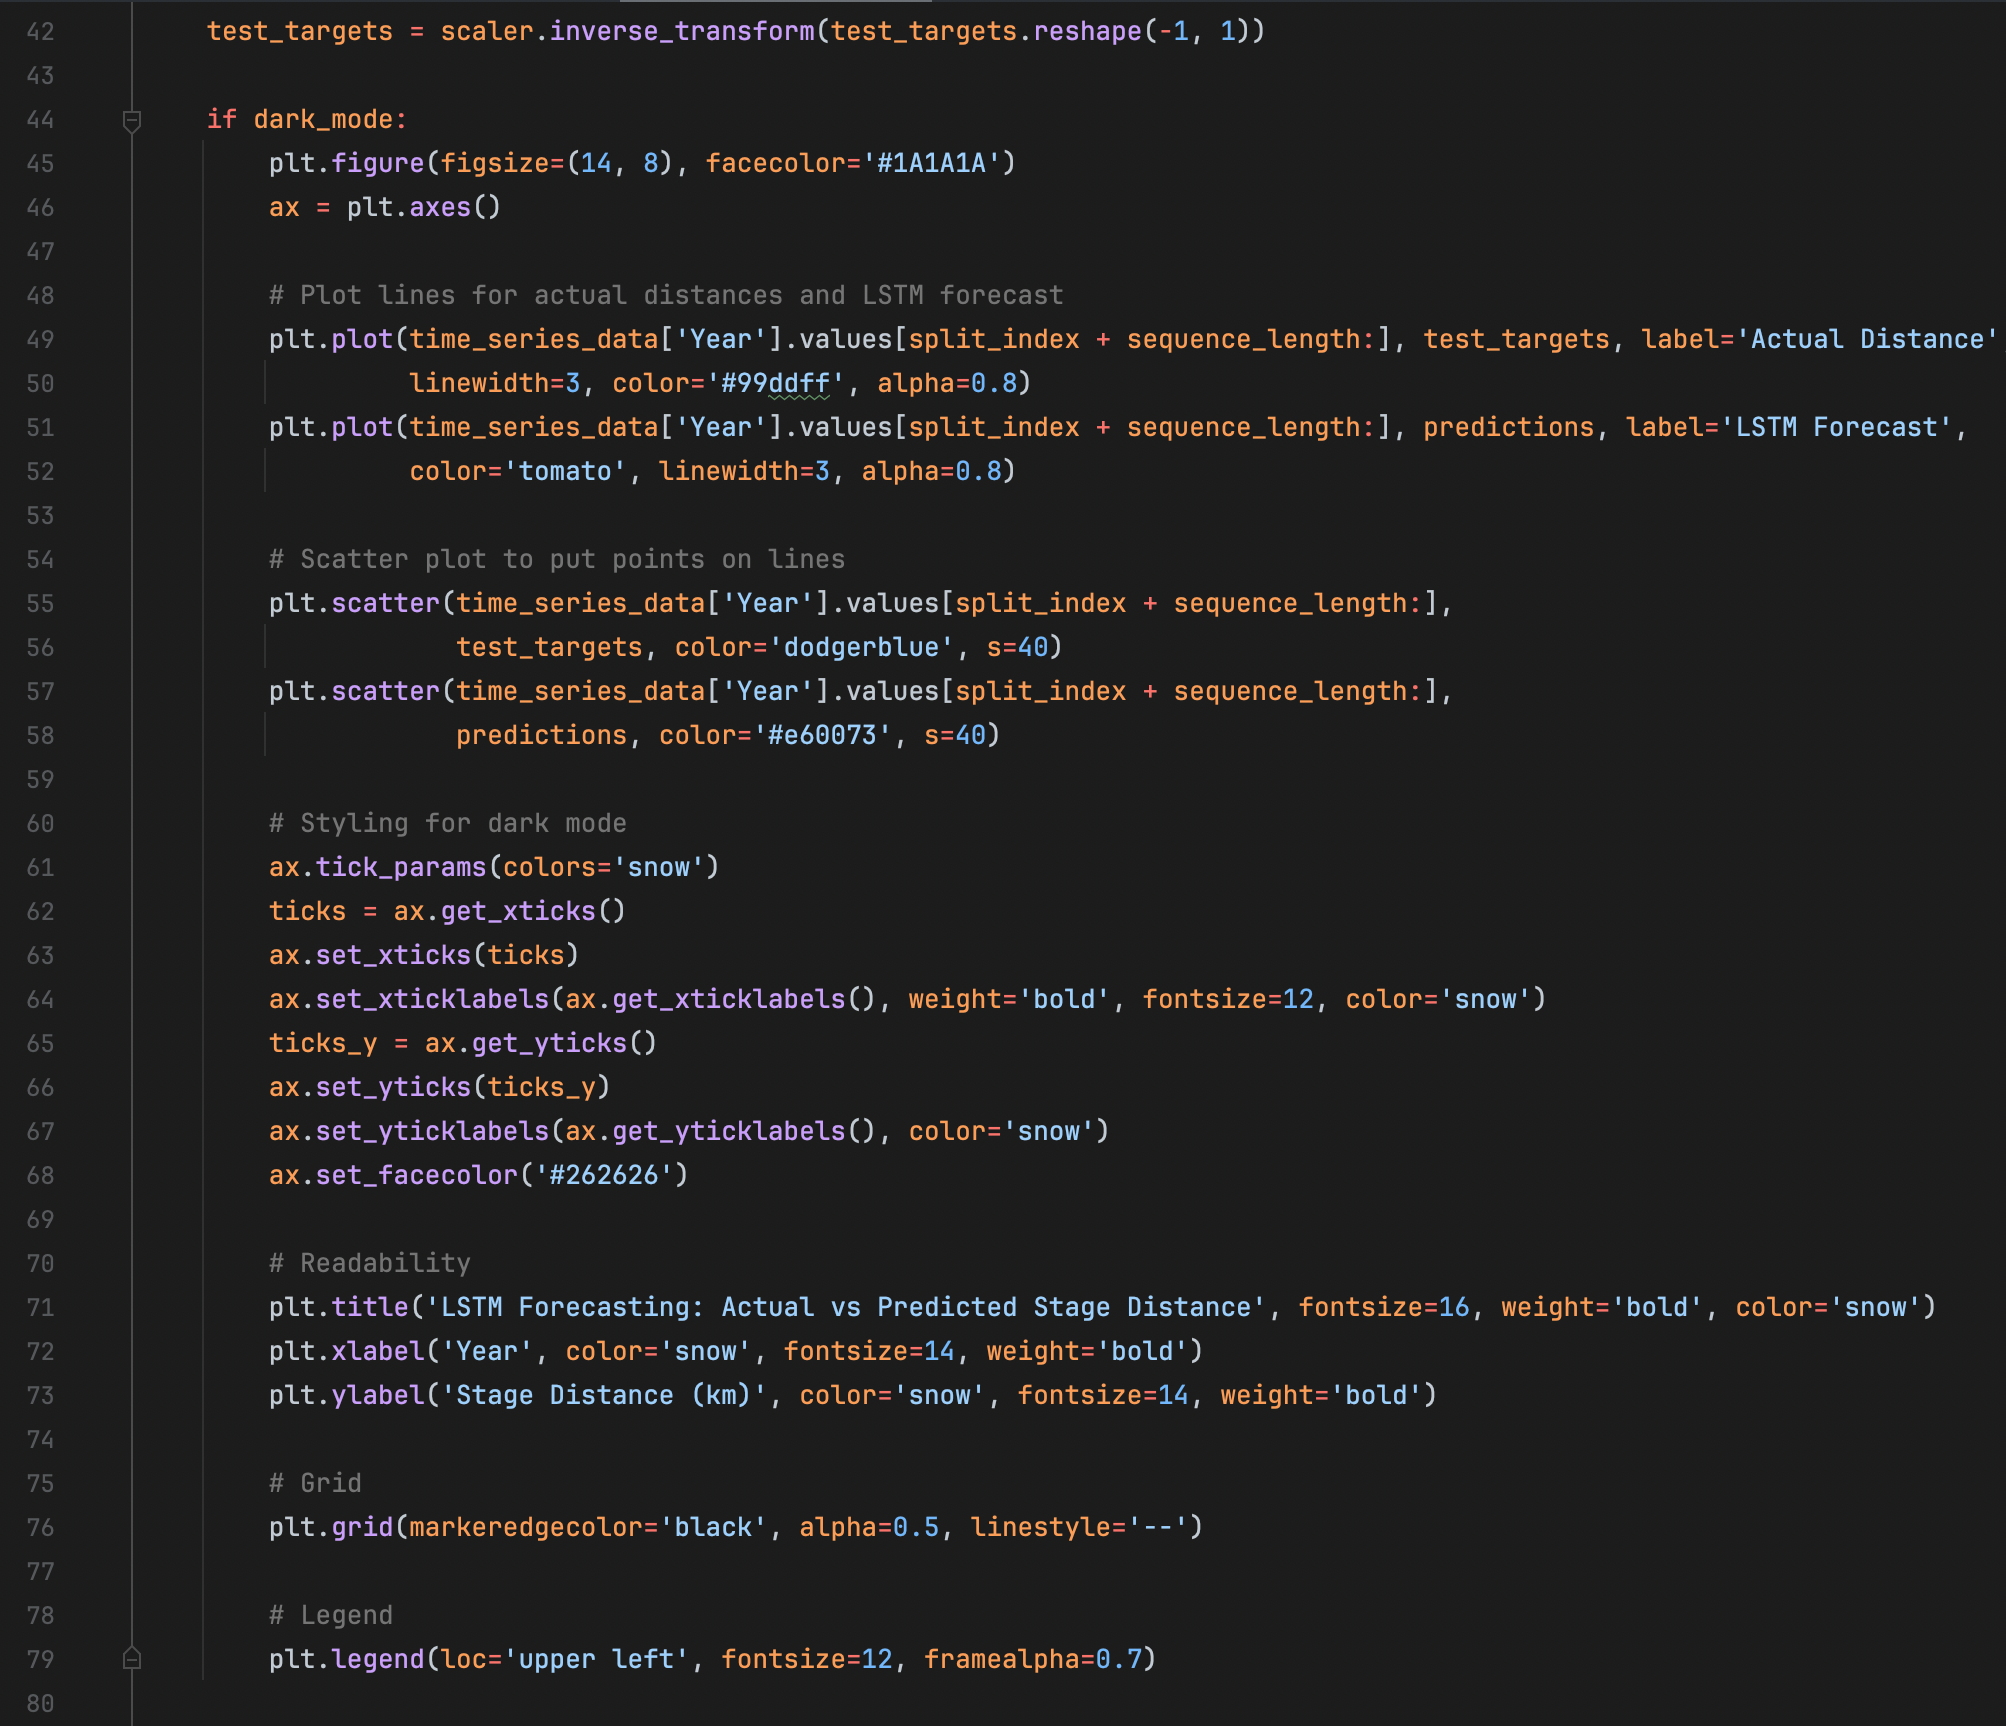 42 test_targets = scaler.inverse_transform(test_targets.reshape(-1, 1))
43
44 if dark_mode:
45 plt.figure(figsize=(14, 8), facecolor='#1A1A1A')
46 ax = plt.axes()
47
48 # Plot lines for actual distances and LSTM forecast
49 plt.plot(time_series_data['Year'].values[split_index + sequence_length:], test_targets, label='Actual Distance'
50 linewidth=3, color='#99ddff', alpha=0.8)
51 plt.plot(time_series_data['Year'].values[split_index + sequence_length:], predictions, label='LSTM Forecast',
52 color='tomato', linewidth=3, alpha=0.8)
53
54 # Scatter plot to put points on lines
55 plt.scatter(time_series_data['Year'].values[split_index + sequence_length:],
56 test_targets, color='dodgerblue', s=40)
57 plt.scatter(time_series_data['Year'].values[split_index + sequence_length:],
58 predictions, color='#e60073', s=40)
59
60 # Styling for dark mode
61 ax.tick_params(colors='snow')
62 ticks = ax.get_xticks()
63 ax.set_xticks(ticks)
64 ax.set_xticklabels(ax.get_xticklabels(), weight='bold', fontsize=12, color='snow')
65 ticks_y = ax.get_yticks()
66 ax.set_yticks(ticks_y)
67 ax.set_yticklabels(ax.get_yticklabels(), color='snow')
68 ax.set_facecolor('#262626')
69
70 # Readability
71 plt.title('LSTM Forecasting: Actual vs Predicted Stage Distance', fontsize=16, weight='bold', color='snow')
72 plt.xlabel('Year', color='snow', fontsize=14, weight='bold')
73 plt.ylabel('Stage Distance (km)', color='snow', fontsize=14, weight='bold')
74
75 # Grid
76 plt.grid(markeredgecolor='black', alpha=0.5, linestyle='--')
77
78 # Legend
79 plt.legend(loc='upper left', fontsize=12, framealpha=0.7)
80